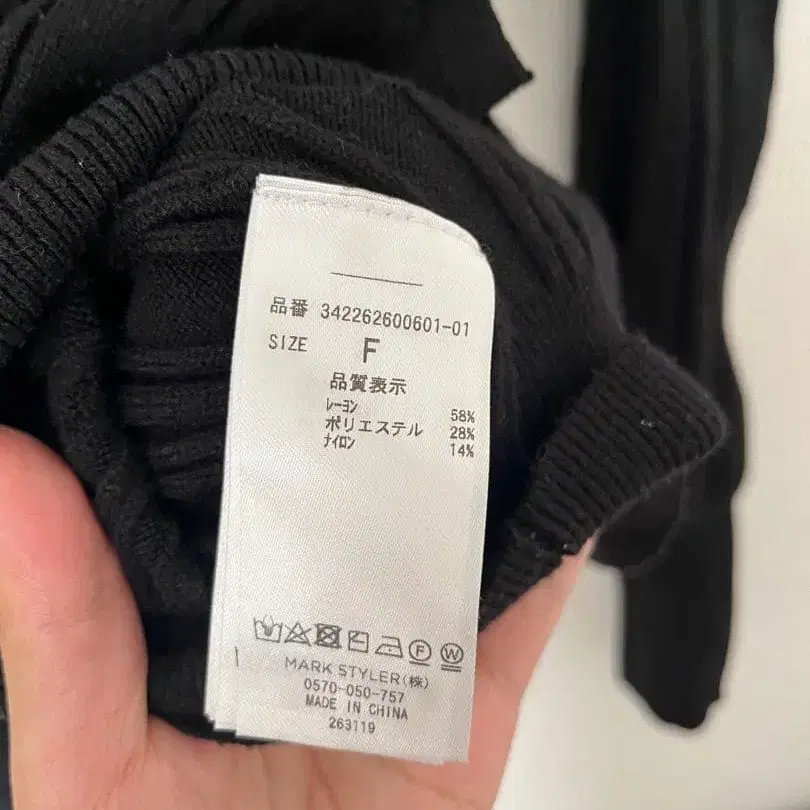 品番 342262600601-01
SIZE F
品質表示
レーヨン 58%
ポリエステル 28%
ナイロン 14%
F W
MARK STYLER(株)
0570-050-757
MADE IN CHINA
263119